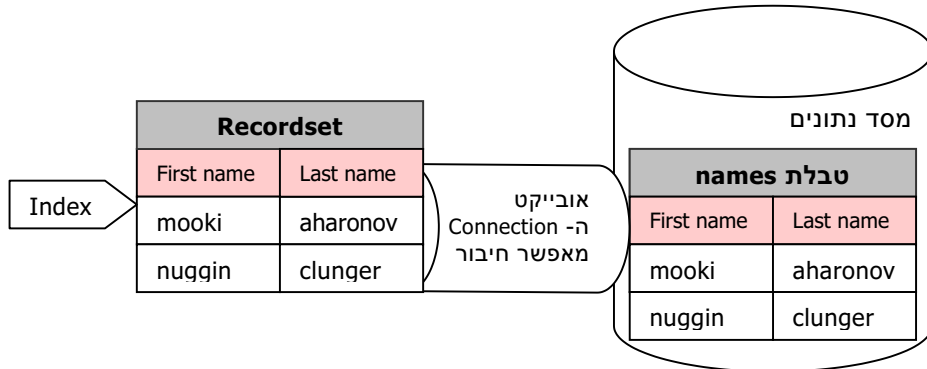 Index
Recordset
First name Last name
mooki aharonov
nuggin clunger
אובייקט
ה- Connection
מאפשר חיבור
מסד נתונים
טבלת names
First name Last name
mooki aharonov
nuggin clunger